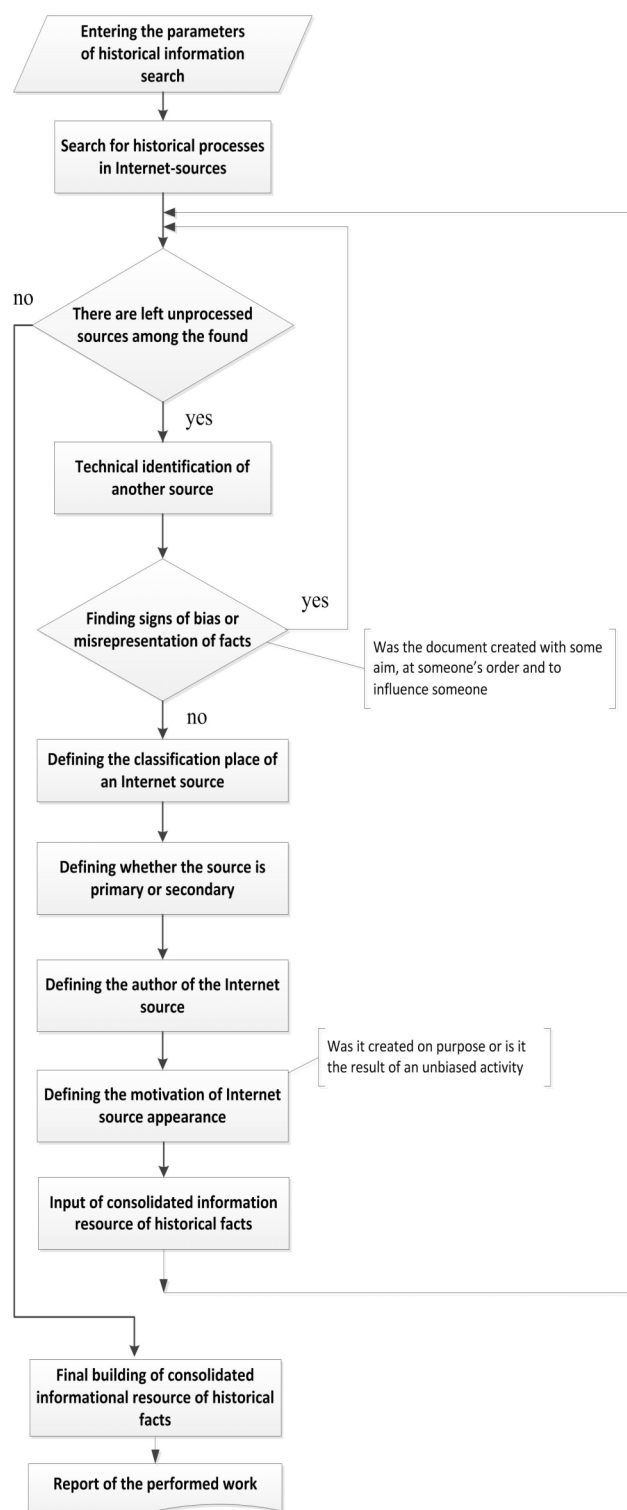 Entering the parameters
of historical information
search
Search for historical processes
in Internet-sources
no
There are left unprocessed
sources among the found
yes
Technical identification of
another source
Finding signs of bias or
misrepresentation of facts
yes
Was the document created with some
aim, at someone's order and to
influence someone
no
Defining the classification place of
an Internet source
Defining whether the source is
primary or secondary
Defining the author of the Internet
source
Was it created on purpose or is it
the result of an unbiased activity
Defining the motivation of Internet
source appearance
Input of consolidated information
resource of historical facts
Final building of consolidated
informational resource of historical
facts
Report of the performed work